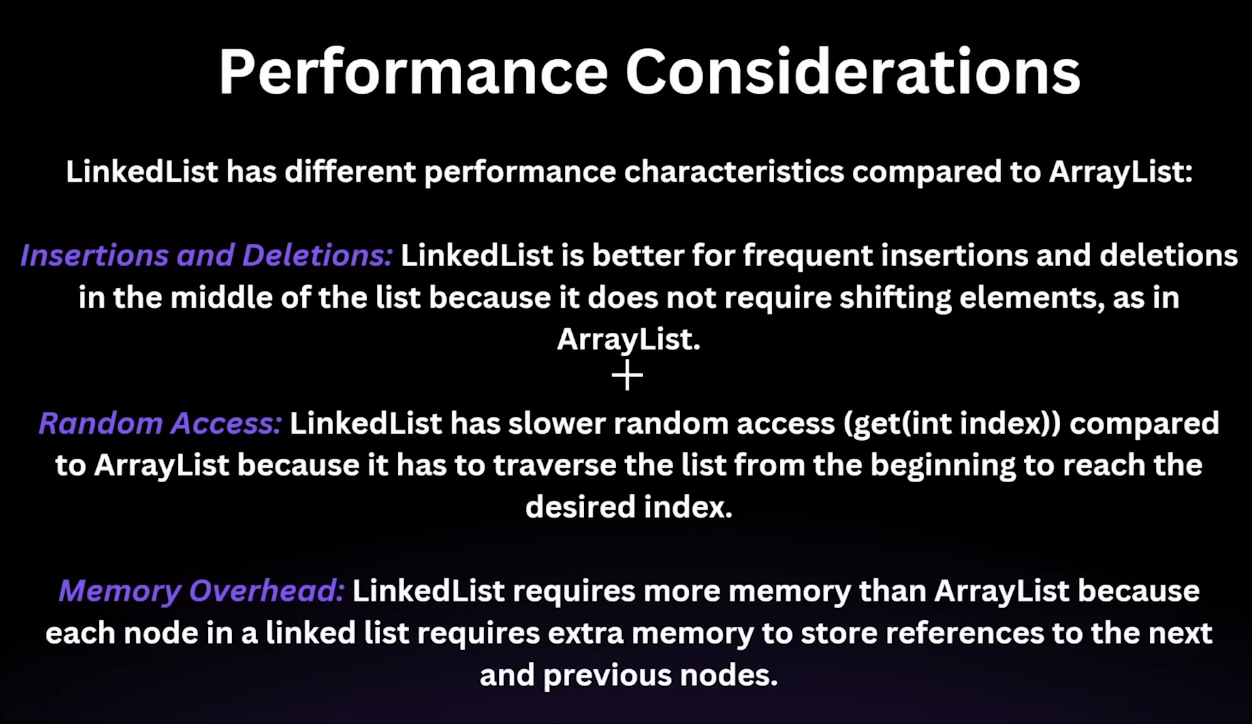 Performance Considerations
LinkedList has different performance characteristics compared to ArrayList:
Insertions and Deletions: LinkedList is better for frequent insertions and deletions
in the middle of the list because it does not require shifting elements, as in
ArrayList.
Random Access: LinkedList has slower random access (get(int index)) compared
to ArrayList because it has to traverse the list from the beginning to reach the
desired index.
Memory Overhead: LinkedList requires more memory than ArrayList because
each node in a linked list requires extra memory to store references to the next
and previous nodes.